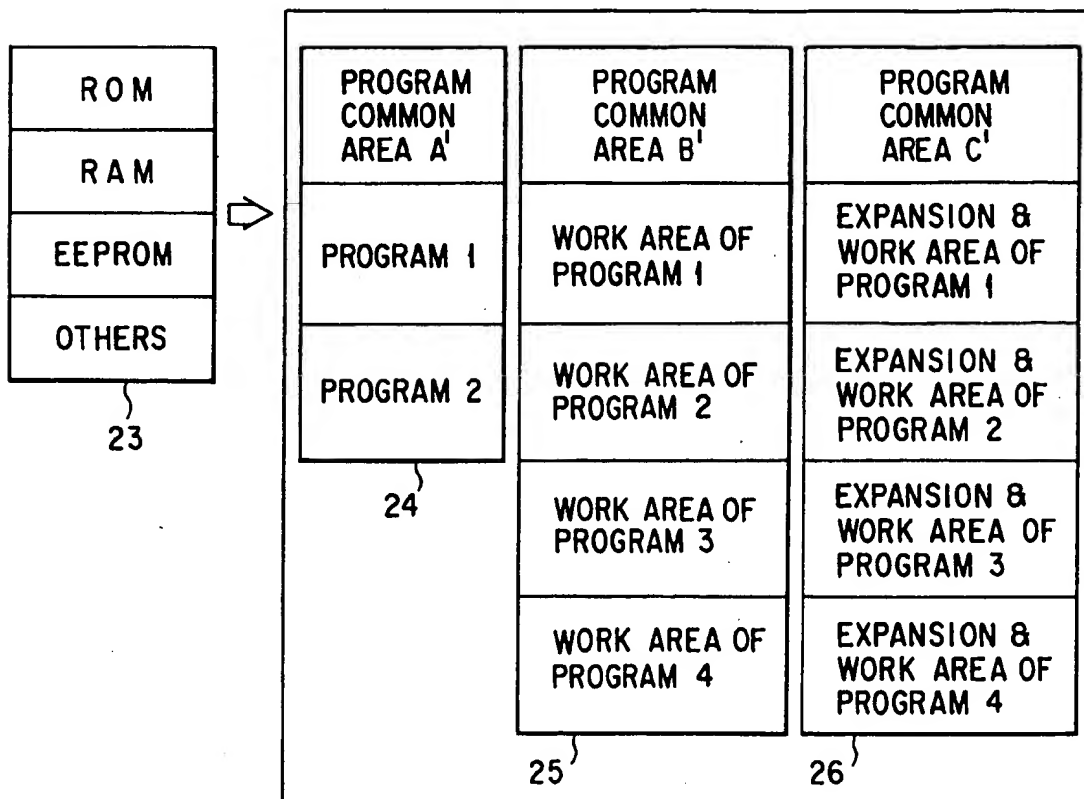 ROM
RAM
EEPROM
OTHERS
23
PROGRAM
COMMON
AREA A'
PROGRAM 1
PROGRAM 2
24
PROGRAM
COMMON
AREA B'
WORK AREA OF
PROGRAM 1
WORK AREA OF
PROGRAM 2
WORK AREA OF
PROGRAM 3
WORK AREA OF
PROGRAM 4
25
PROGRAM
COMMON
AREA C'
EXPANSION &
WORK AREA OF
PROGRAM 1
EXPANSION &
WORK AREA OF
PROGRAM 2
EXPANSION &
WORK AREA OF
PROGRAM 3
EXPANSION &
WORK AREA OF
PROGRAM 4
26